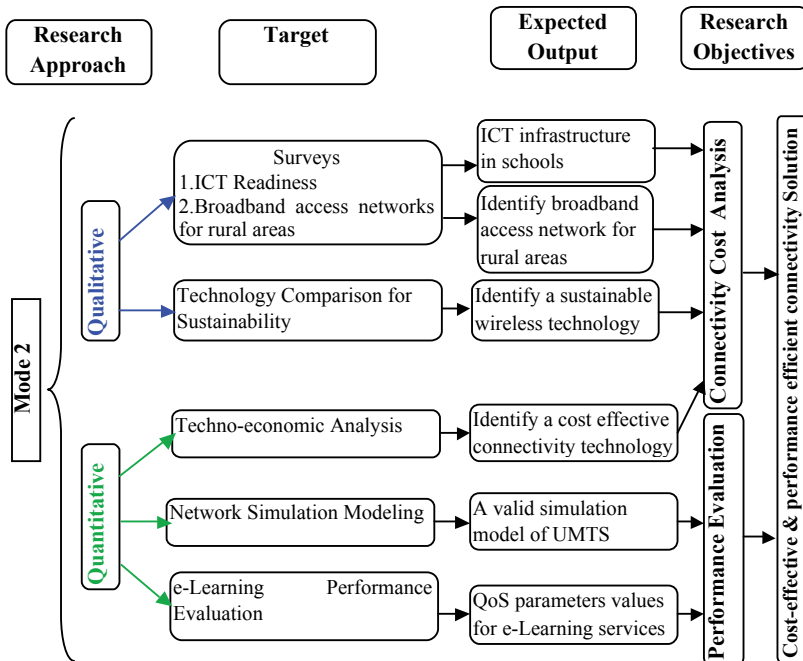 Research
Approach
Target
Expected
Output
Research
Objectives
Mode 2
Qualitative
Surveys
1.ICT Readiness
2.Broadband access networks
for rural areas
ICT infrastructure
in schools
Identify broadband
access network for
rural areas
Technology Comparison for
Sustainability
Identify a sustainable
wireless technology
Quantitative
Techno-economic Analysis
Identify a cost effective
connectivity technology
Network Simulation Modeling
A valid simulation
model of UMTS
e-Learning Performance
Evaluation
QoS parameters values
for e-Learning services
Connectivity Cost Analysis
Performance Evaluation
Cost-effective & performance efficient connectivity Solution